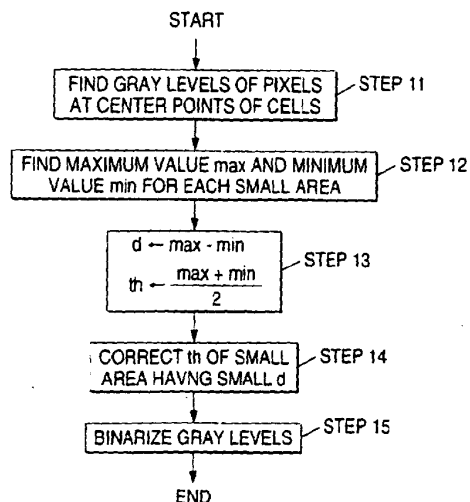 START
FIND GRAY LEVELS OF PIXELS
AT CENTER POINTS OF CELLS
STEP 11
FIND MAXIMUM VALUE max AND MINIMUM
VALUE min FOR EACH SMALL AREA
STEP 12
d ← max - min
th ← max + min
2
STEP 13
CORRECT th OF SMALL
AREA HAVNG SMALL d
STEP 14
BINARIZE GRAY LEVELS
STEP 15
END